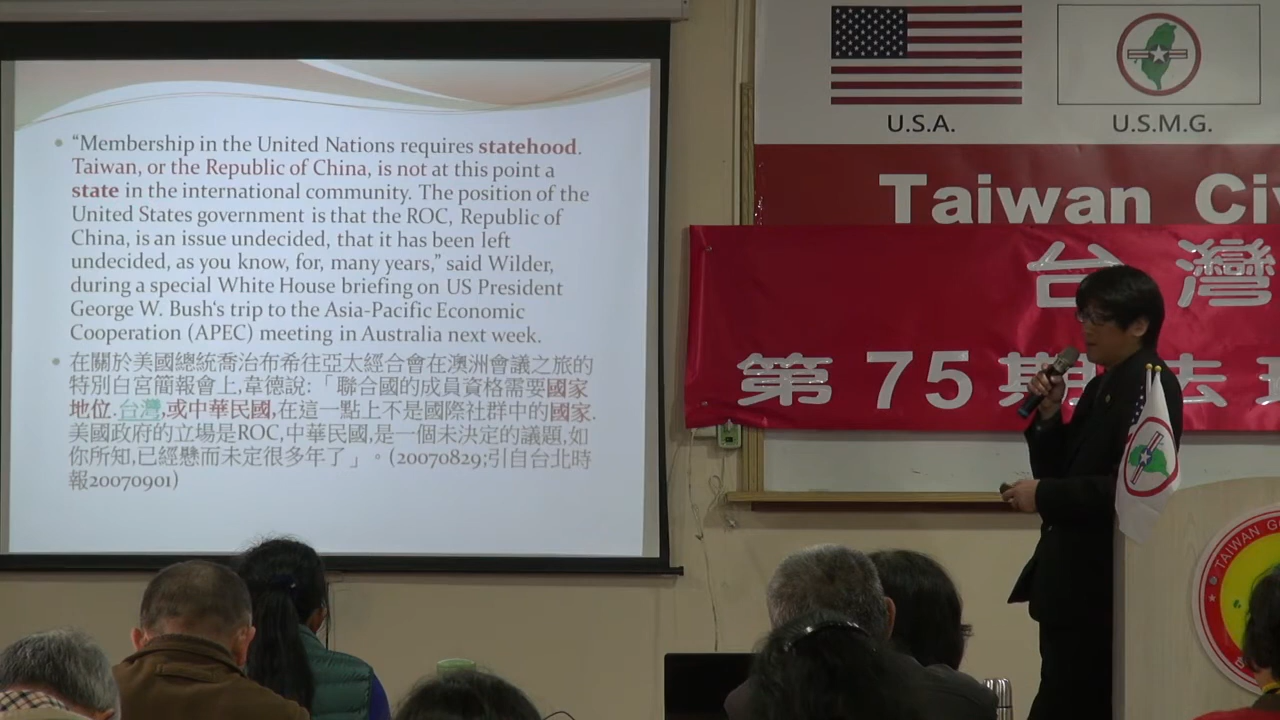 • “Membership in the United Nations requires statehood.
Taiwan, or the Republic of China, is not at this point a
state in the international community. The position of the
United States government is that the ROC, Republic of
China, is an issue undecided, that it has been left
undecided, as you know, for, many years,” said Wilder,
during a special White House briefing on US President
George W. Bush's trip to the Asia-Pacific Economic
Cooperation (APEC) meeting in Australia next week.
• 在關於美國總統喬治布希往亞太經合會在澳洲會議之旅的
特別白宮簡報會上,韋德說:「聯合國的成員資格需要國家
地位.台灣,或中華民國,在這一點上不是國際社群中的國家.
美國政府的立場是ROC,中華民國,是一個未決定的議題,如
你所知,已經懸而未定很多年了」。(20070829;引自台北時
報20070901)
U.S.A.
U.S.M.G.
Taiwan Civ
台灣
第75期法理
TAIWAN G